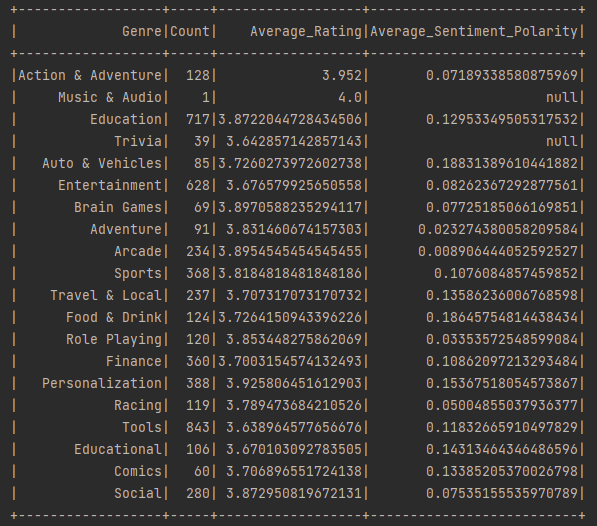 +------------------+-----+------------------+--------------------------+
|             Genre|Count|    Average_Rating|Average_Sentiment_Polarity|
+------------------+-----+------------------+--------------------------+
|Action & Adventure|  128|             3.952|       0.07189338580875969|
|     Music & Audio|    1|               4.0|                      null|
|         Education|  717|3.8722044728434506|       0.12953349505317532|
|            Trivia|   39| 3.642857142857143|                      null|
|   Auto & Vehicles|   85|3.7260273972602738|       0.18831389610441882|
|     Entertainment|  628| 3.676579925650558|       0.08262367292877561|
|       Brain Games|   69|3.8970588235294117|       0.07725185066169851|
|         Adventure|   91| 3.831460674157303|      0.023274380058209584|
|            Arcade|  234|3.8954545454545455|      0.008906444052592527|
|            Sports|  368|3.8184818481848186|        0.1076084857459852|
|    Travel & Local|  237| 3.707317073170732|       0.13586236006768598|
|      Food & Drink|  124|3.7264150943396226|       0.18645754814438434|
|      Role Playing|  120| 3.853448275862069|       0.03353572548599084|
|           Finance|  360|3.7003154574132493|       0.10862097213293484|
|   Personalization|  388| 3.925806451612903|       0.15367518054573867|
|            Racing|  119| 3.789473684210526|       0.05004855037936377|
|             Tools|  843| 3.638964577656676|       0.11832665910497829|
|       Educational|  106| 3.670103092783505|       0.14313464346486596|
|            Comics|   60| 3.706896551724138|       0.13385205370026798|
|            Social|  280| 3.872950819672131|       0.07535155535970789|
+------------------+-----+------------------+--------------------------+